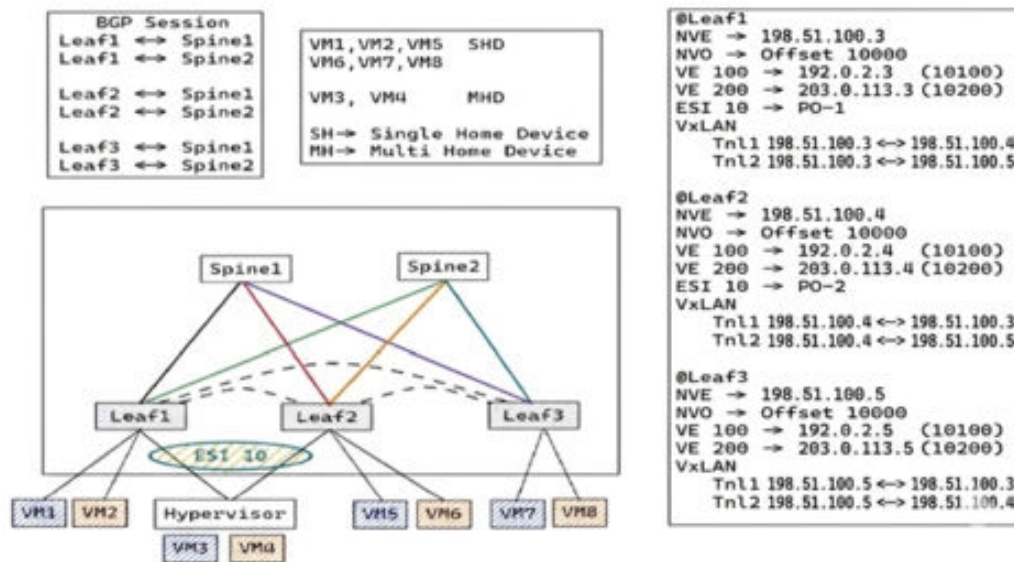 BGP Session
Leaf1 <-> Spine1
Leaf1 <-> Spine2
Leaf2 <-> Spine1
Leaf2 <-> Spine2
Leaf3 <-> Spine1
Leaf3 <-> Spine2
VM1,VM2,VM5 SHD
VM6,VM7,VM8
VM3, VM4 MHD
SH-> Single Home Device
MH-> Multi Home Device
Spine1
Spine2
Leaf1
Leaf2
Leaf3
ESI 10
VM1
VM2
Hypervisor
VM5
VM6
VM7
VM8
VM3
VM4
@Leaf1
NVE -> 198.51.100.3
NVO -> Offset 10000
VE 100 -> 192.0.2.3 (10100)
VE 200 -> 203.0.113.3 (10200)
ESI 10 -> PO-1
VxLAN
Tnl1 198.51.100.3 <-> 198.51.100.4
Tnl2 198.51.100.3 <-> 198.51.100.5
@Leaf2
NVE -> 198.51.100.4
NVO -> Offset 10000
VE 100 -> 192.0.2.4 (10100)
VE 200 -> 203.0.113.4 (10200)
ESI 10 -> PO-2
VxLAN
Tnl1 198.51.100.4 <-> 198.51.100.3
Tnl2 198.51.100.4 <-> 198.51.100.5
@Leaf3
NVE -> 198.51.100.5
NVO -> Offset 10000
VE 100 -> 192.0.2.5 (10100)
VE 200 -> 203.0.113.5 (10200)
VxLAN
Tnl1 198.51.100.5 <-> 198.51.100.3
Tnl2 198.51.100.5 <-> 198.51.100.4